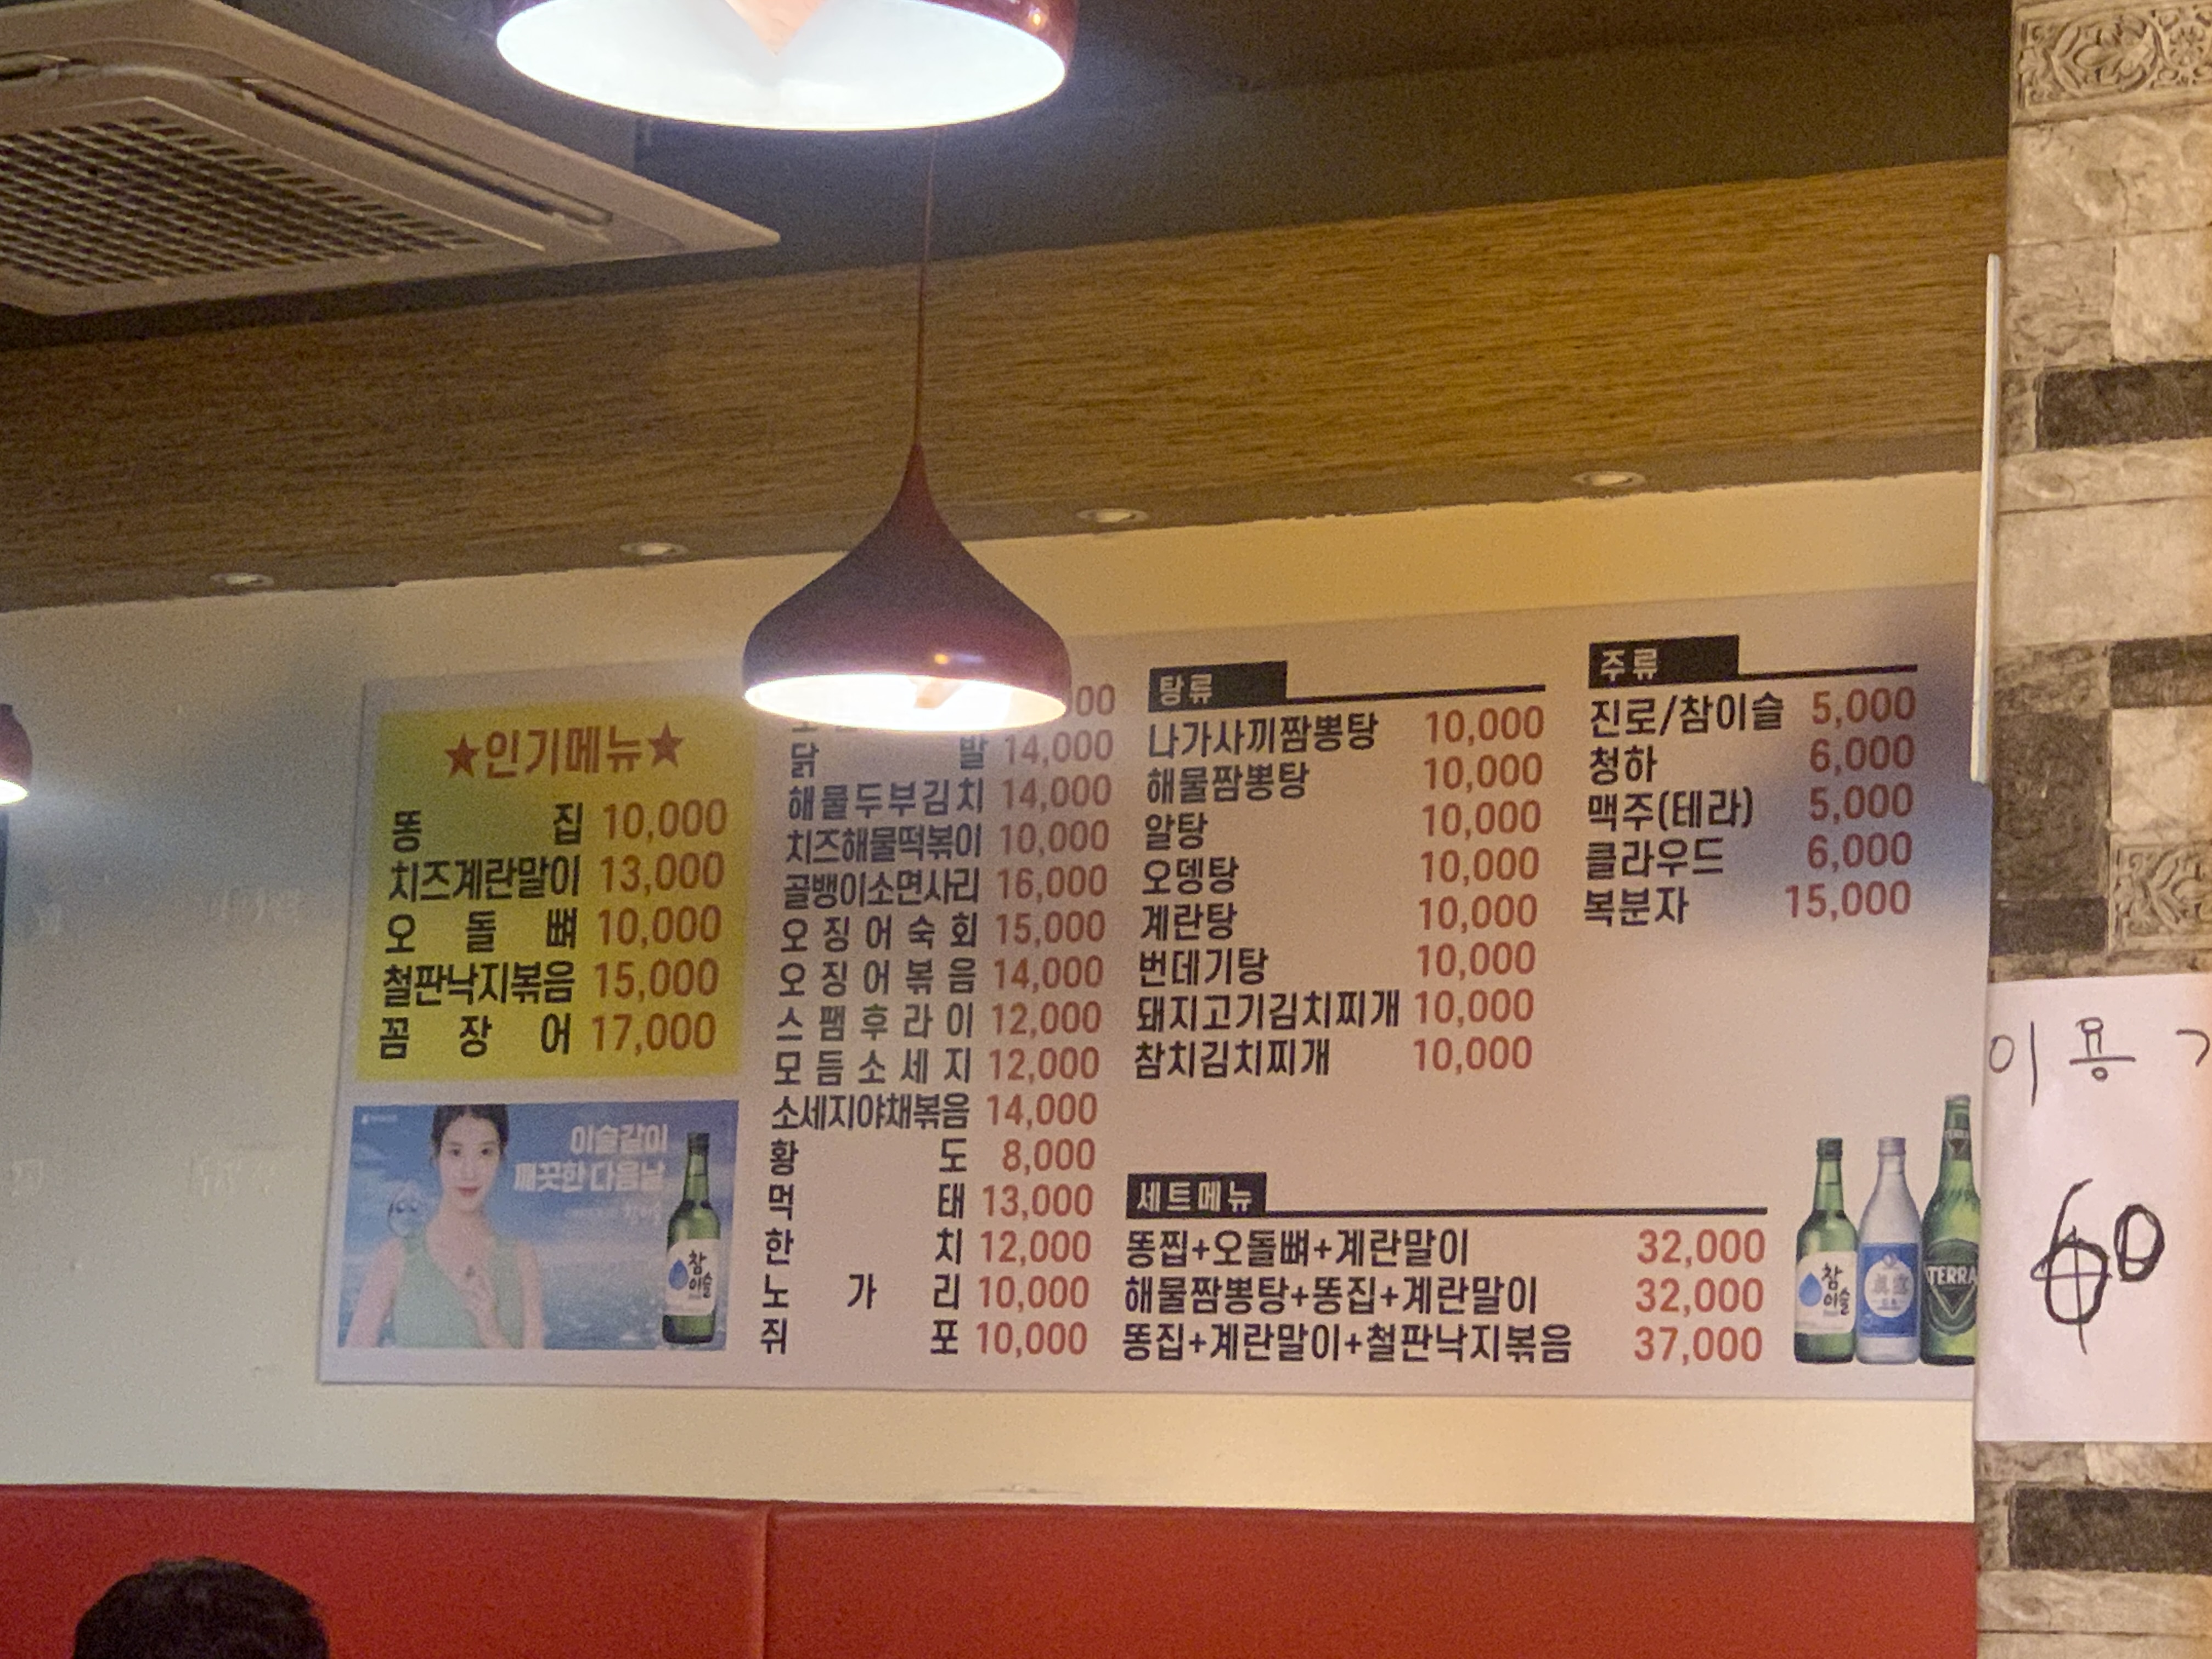 ★인기메뉴★
똥집 10,000
치즈계란말이 13,000
오돌뼈 10,000
철판낙지볶음 15,000
꼼장어 17,000
이슬같이
깨끗한 다음날
참이슬
00
닭발 14,000
해물두부김치 14,000
치즈해물떡볶이 10,000
골뱅이소면사리 16,000
오징어숙회 15,000
오징어볶음 14,000
스팸후라이 12,000
모듬소세지 12,000
소세지야채볶음 14,000
황도 8,000
먹태 13,000
한치 12,000
노가리 10,000
쥐포 10,000
탕류
나가사끼짬뽕탕 10,000
해물짬뽕탕 10,000
알탕 10,000
오뎅탕 10,000
계란탕 10,000
번데기탕 10,000
돼지고기김치찌개 10,000
참치김치찌개 10,000
주류
진로/참이슬 5,000
청하 6,000
맥주(테라) 5,000
클라우드 6,000
복분자 15,000
세트메뉴
똥찝+오돌뼈+계란말이 32,000
해물짬뽕탕+똥집+계란말이 32,000
똥집+계란말이+철판낙지볶음 37,000
참이슬
TERRA
이용
60